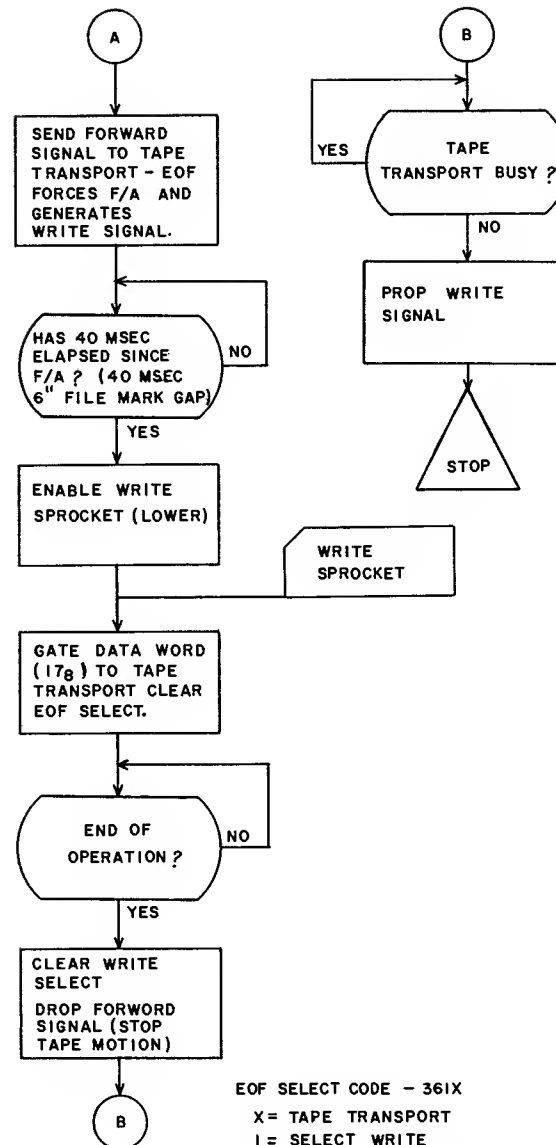 A
SEND FORWARD
SIGNAL TO TAPE
TRANSPORT - EOF
FORCES F/A AND
GENERATES
WRITE SIGNAL.
HAS 40 MSEC
ELAPSED SINCE
F/A ? (40 MSEC
6" FILE MARK GAP)
NO
YES
ENABLE WRITE
SPROCKET (LOWER)
WRITE
SPROCKET
GATE DATA WORD
(17₈) TO TAPE
TRANSPORT CLEAR
EOF SELECT.
END OF
OPERATION ?
NO
YES
CLEAR WRITE
SELECT
DROP FORWORD
SIGNAL (STOP
TAPE MOTION)
B
B
YES
TAPE
TRANSPORT BUSY ?
NO
PROP WRITE
SIGNAL
STOP
EOF SELECT CODE - 361X
X = TAPE TRANSPORT
1 = SELECT WRITE